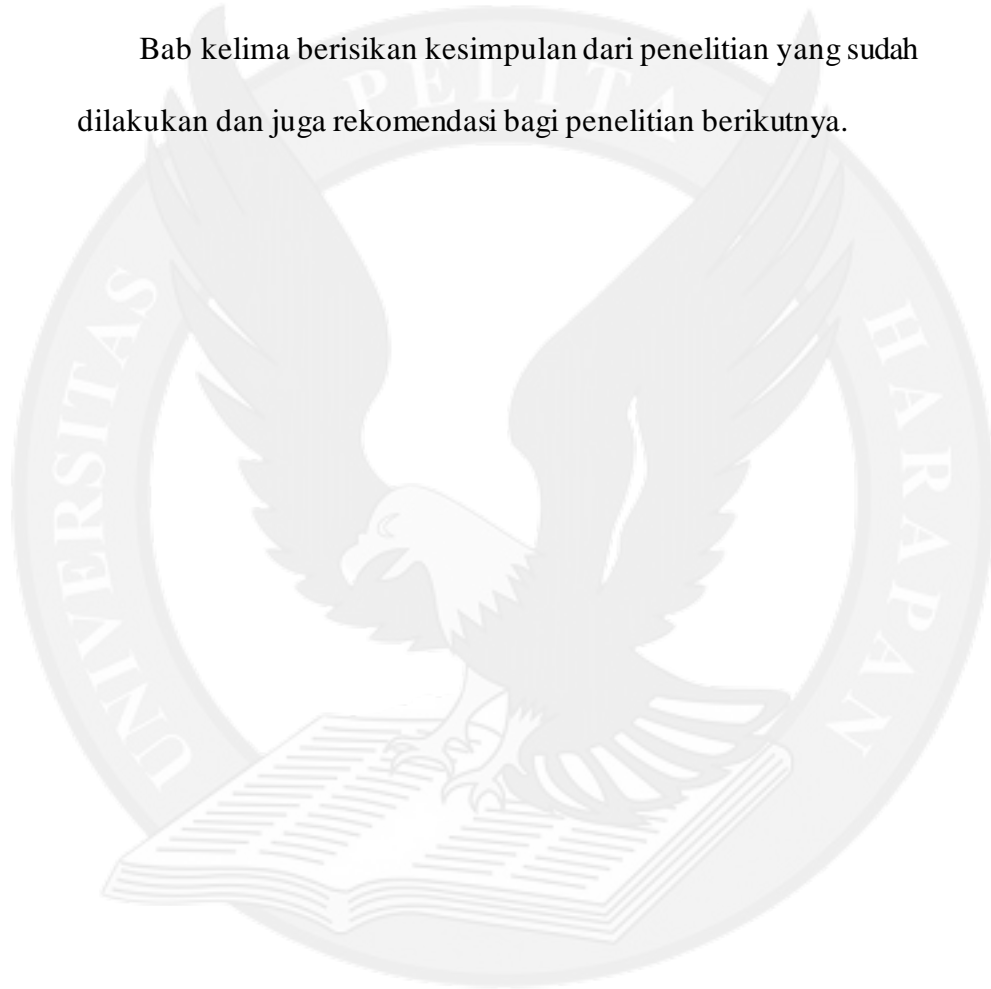 Bab kelima berisikan kesimpulan dari penelitian yang sudah
dilakukan dan juga rekomendasi bagi penelitian berikutnya.
UNIVERSITAS PELITA HARAPAN